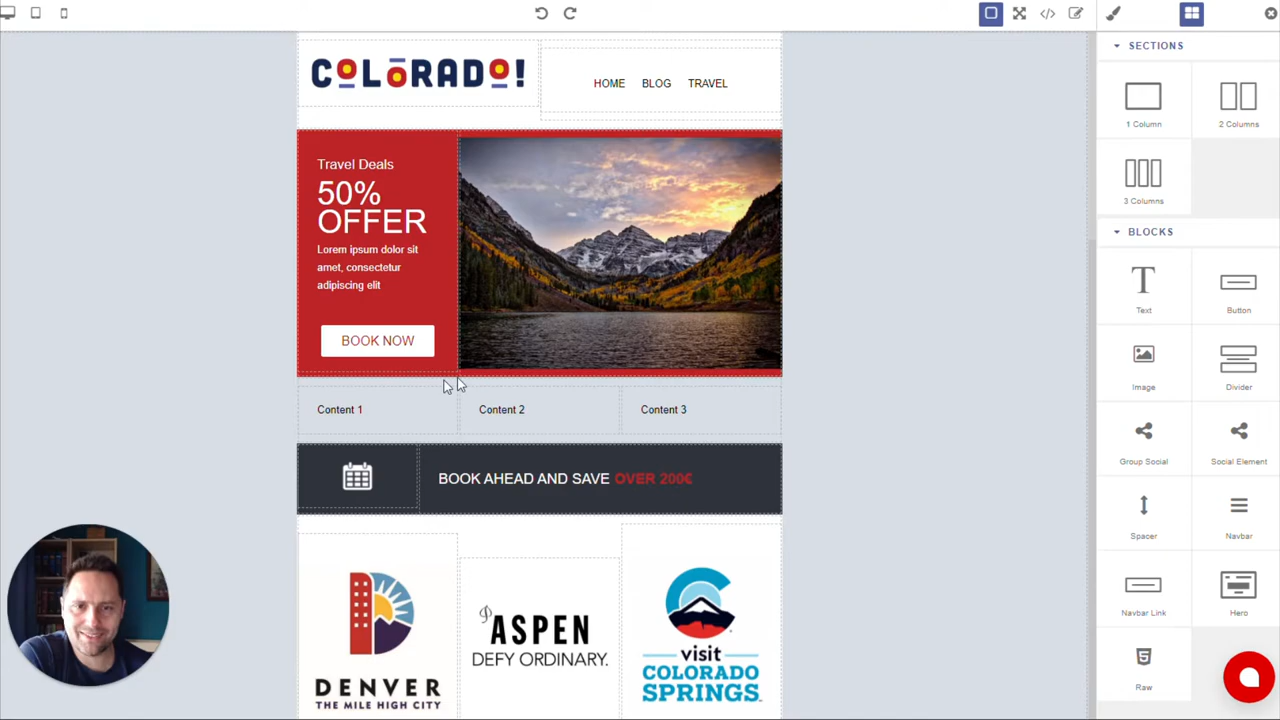 COLORADO!
HOME BLOG TRAVEL
Travel Deals
50%
OFFER
Lorem ipsum dolor sit
amet, consectetur
adipiscing elit
BOOK NOW
Content 1
Content 2
Content 3
BOOK AHEAD AND SAVE OVER 200€
DENVER
THE MILE HIGH CITY
ASPEN
DEFY ORDINARY.
visit
COLORADO
SPRINGS
SECTIONS
1 Column
2 Columns
3 Columns
BLOCKS
Text
Button
Image
Divider
Group Social
Social Element
Spacer
Navbar
Navbar Link
Hero
Raw